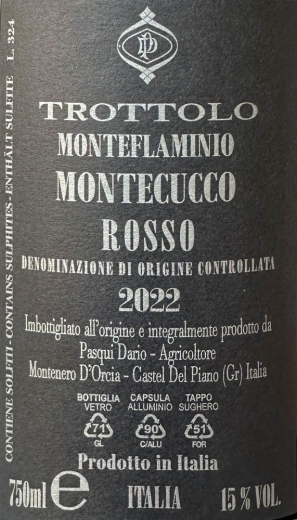 DP
TROTTOLO
MONTEFLAMINIO
MONTECUCCO
ROSSO
DENOMINAZIONE DI ORIGINE CONTROLLATA
2022
Imbottigliato all'origine e integralmente prodotto da
Pasqui Dario - Agricoltore
Montenero D'Orcia - Castel Del Piano (Gr) Italia
BOTTIGLIA CAPSULA TAPPO
VETRO ALLUMINIO SUGHERO
71 90 51
GL C/ALU FOR
Prodotto in Italia
750ml e ITALIA 15 % VOL.
CONTIENE SOLFITI - CONTAINS SULPHITES - ENTHÄLT SULFITE L. 324